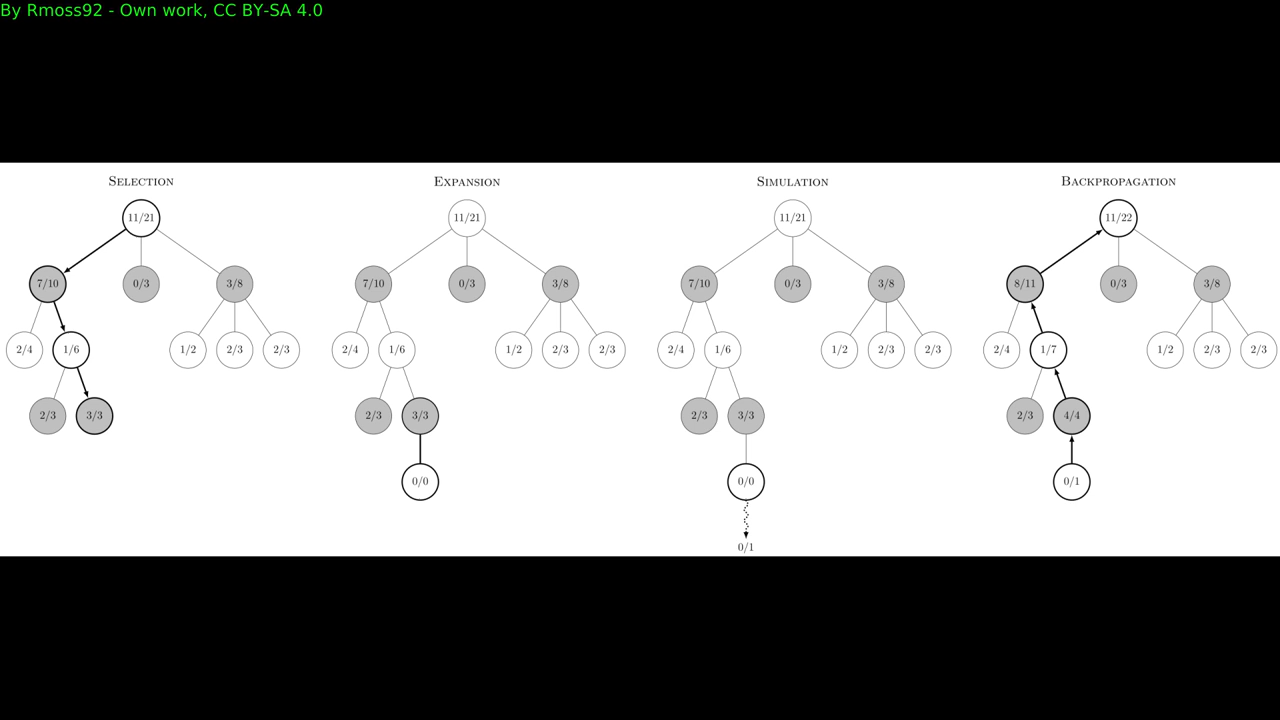 By Rmoss92 - Own work, CC BY-SA 4.0
SELECTION EXPANSION SIMULATION BACKPROPAGATION
11/21 11/21 11/21 11/22
7/10 0/3 3/8 7/10 0/3 3/8 7/10 0/3 3/8 8/11 0/3 3/8
2/4 1/6 1/2 2/3 2/3 2/4 1/6 1/2 2/3 2/3 2/4 1/6 1/2 2/3 2/3 2/4 1/7 1/2 2/3 2/3
2/3 3/3 2/3 3/3 2/3 3/3 2/3 4/4
0/0 0/0 0/1
0/1